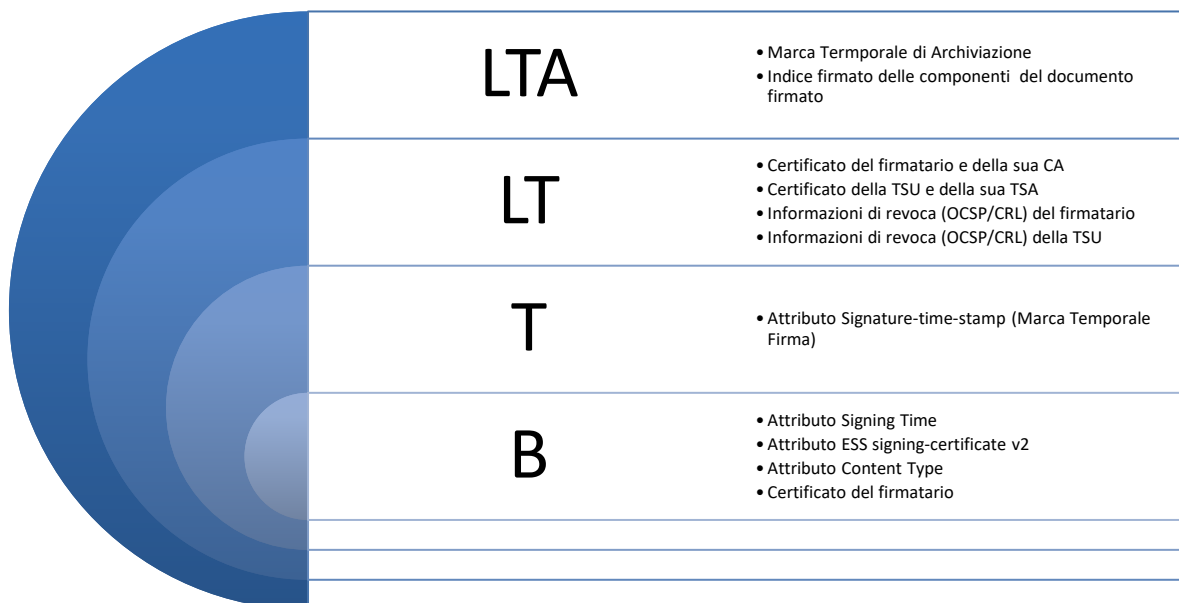 LTA
• Marca Termporale di Archiviazione
• Indice firmato delle componenti del documento
firmato
LT
• Certificato del firmatario e della sua CA
• Certificato della TSU e della sua TSA
• Informazioni di revoca (OCSP/CRL) del firmatario
• Informazioni di revoca (OCSP/CRL) della TSU
T
• Attributo Signature-time-stamp (Marca Temporale
Firma)
B
• Attributo Signing Time
• Attributo ESS signing-certificate v2
• Attributo Content Type
• Certificato del firmatario